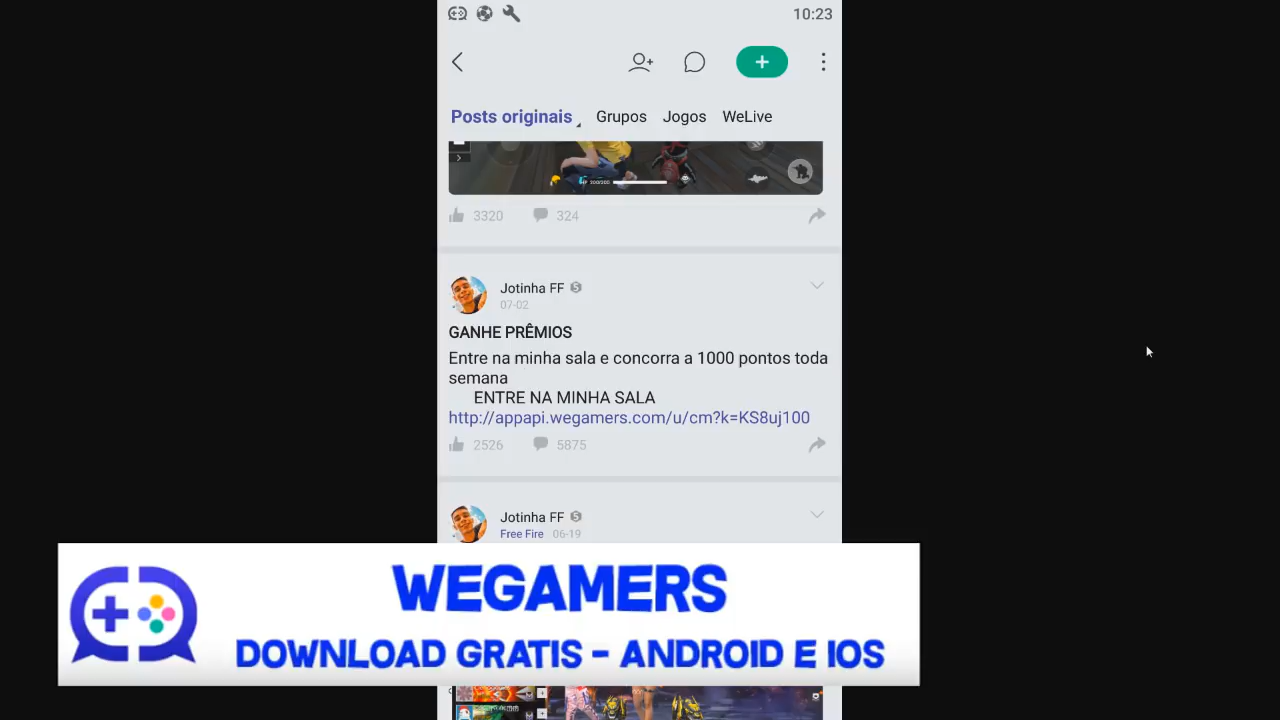 10:23
Posts originais Grupos Jogos WeLive
3320 324
Jotinha FF
07-02
GANHE PRÊMIOS
Entre na minha sala e concorra a 1000 pontos toda
semana
ENTRE NA MINHA SALA
http://appapi.wegamers.com/u/cm?k=KS8uj100
2526 5875
Jotinha FF
Free Fire 06-19
WEGAMERS
DOWNLOAD GRATIS - ANDROID E IOS